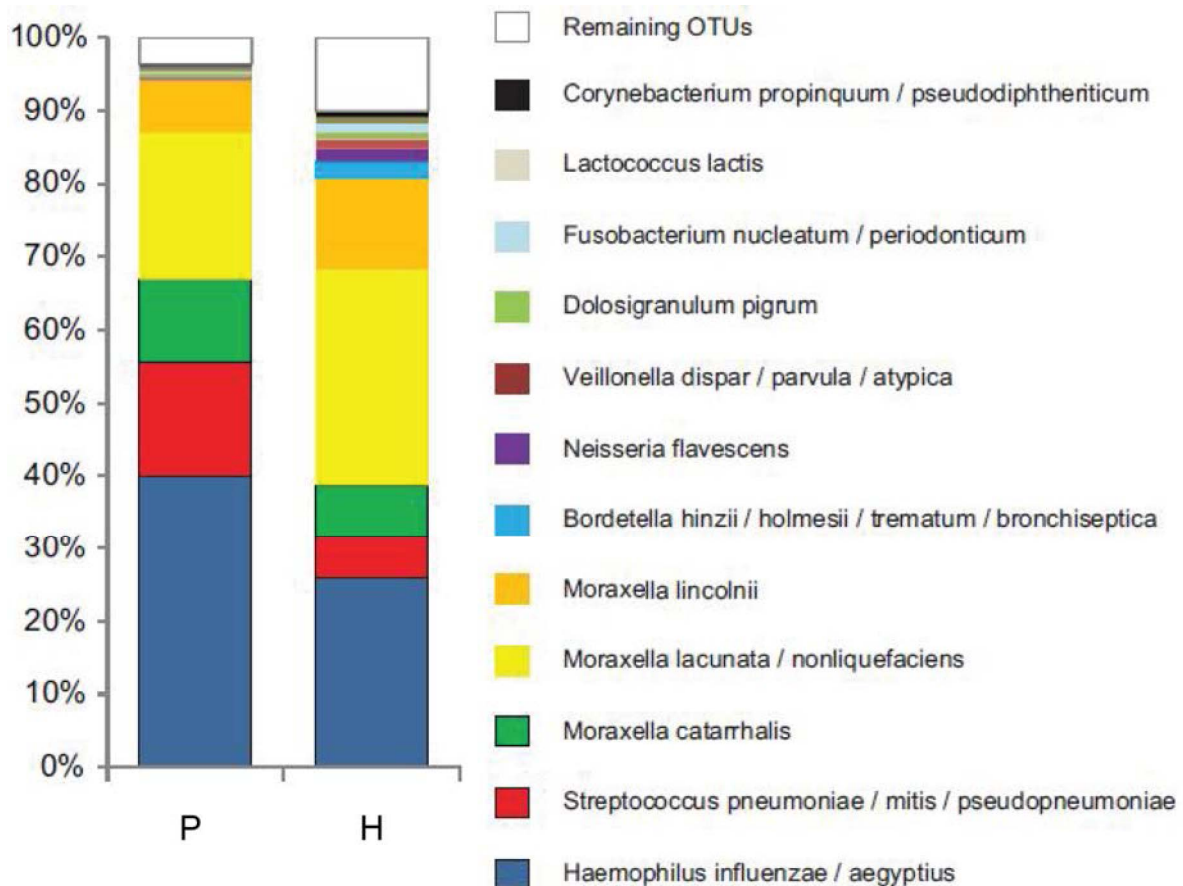 100%
90%
80%
70%
60%
50%
40%
30%
20%
10%
0%
P
H
Remaining OTUs
Corynebacterium propinquum / pseudodiphtheriticum
Lactococcus lactis
Fusobacterium nucleatum / periodonticum
Dolosigranulum pigrum
Veillonella dispar / parvula / atypica
Neisseria flavescens
Bordetella hinzii / holmesii / trematum / bronchiseptica
Moraxella lincolnii
Moraxella lacunata / nonliquefaciens
Moraxella catarrhalis
Streptococcus pneumoniae / mitis / pseudopneumoniae
Haemophilus influenzae / aegyptius